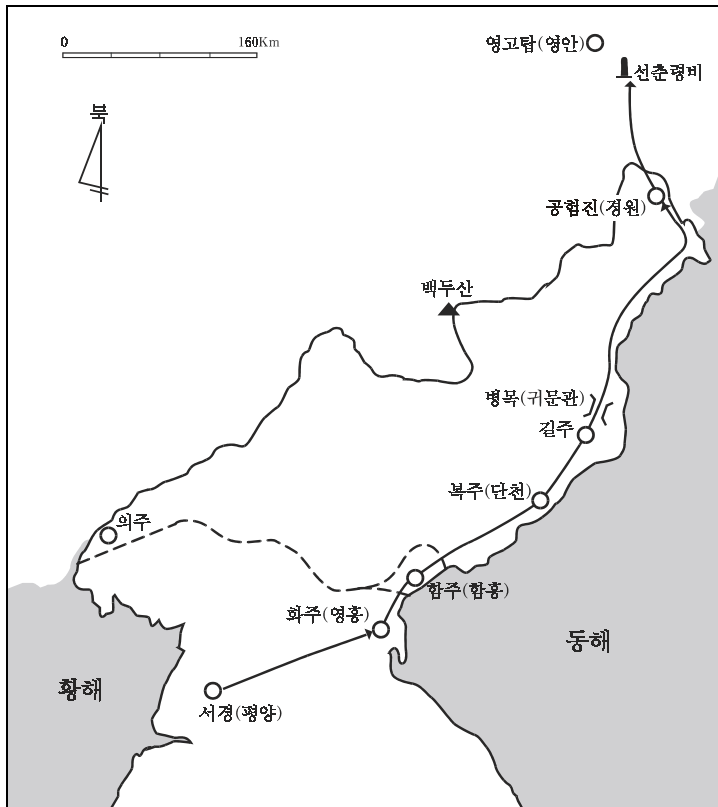 0 160Km
영고탑(영안)
선춘령비
북
공험진(경원)
백두산
병목(귀문관)
길주
복주(단천)
의주
함주(함흥)
화주(영흥)
동해
황해
서경(평양)